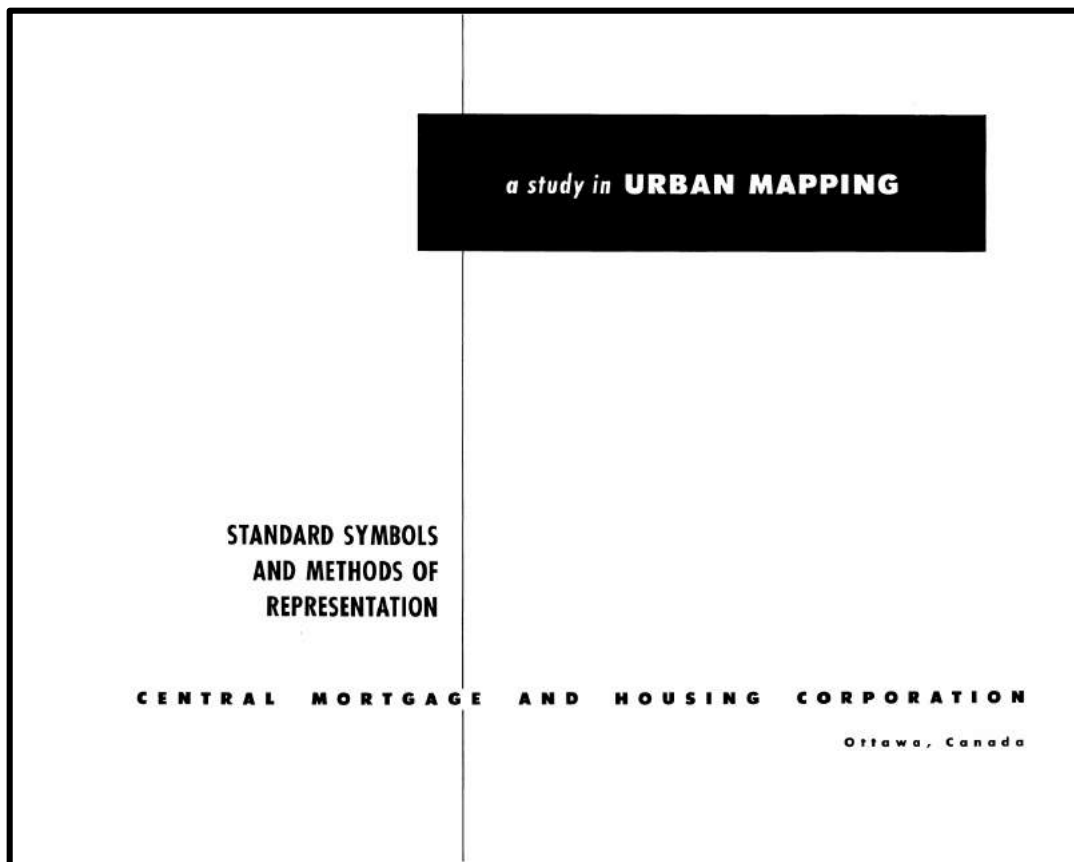 a study in URBAN MAPPING
STANDARD SYMBOLS
AND METHODS OF
REPRESENTATION
CENTRAL MORTGAGE AND HOUSING CORPORATION
Ottawa, Canada